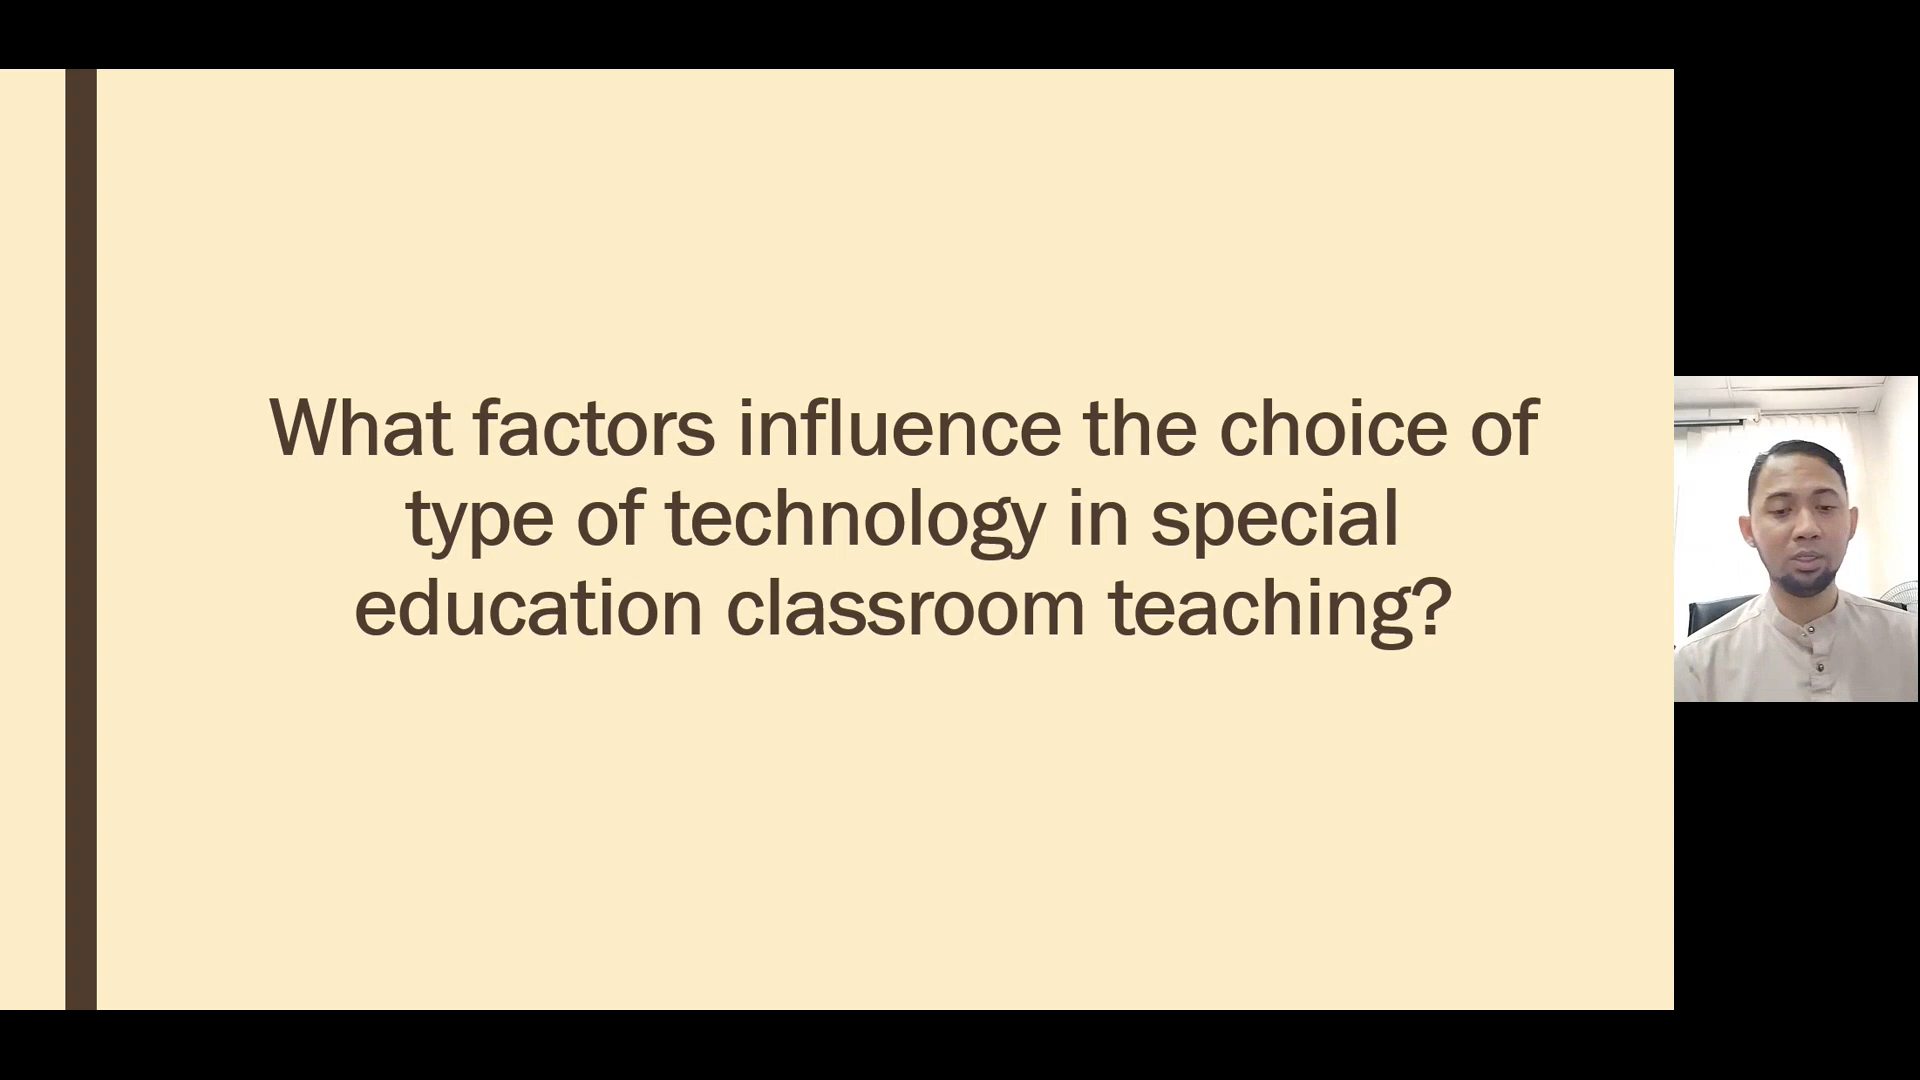 What factors influence the choice of
type of technology in special
education classroom teaching?